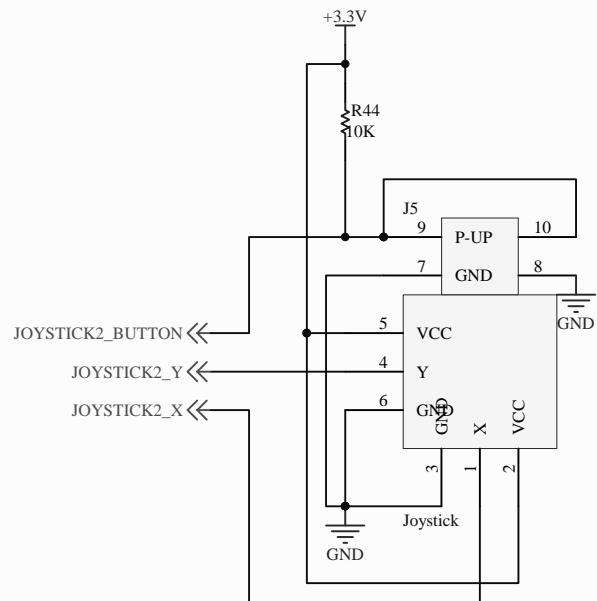 +3.3V
R44
10K
J5
9
P-UP
10
7
GND
8
GND
JOYSTICK2_BUTTON
5
VCC
JOYSTICK2_Y
4
Y
JOYSTICK2_X
6
GND
GND
X
VCC
3
1
2
Joystick
GND